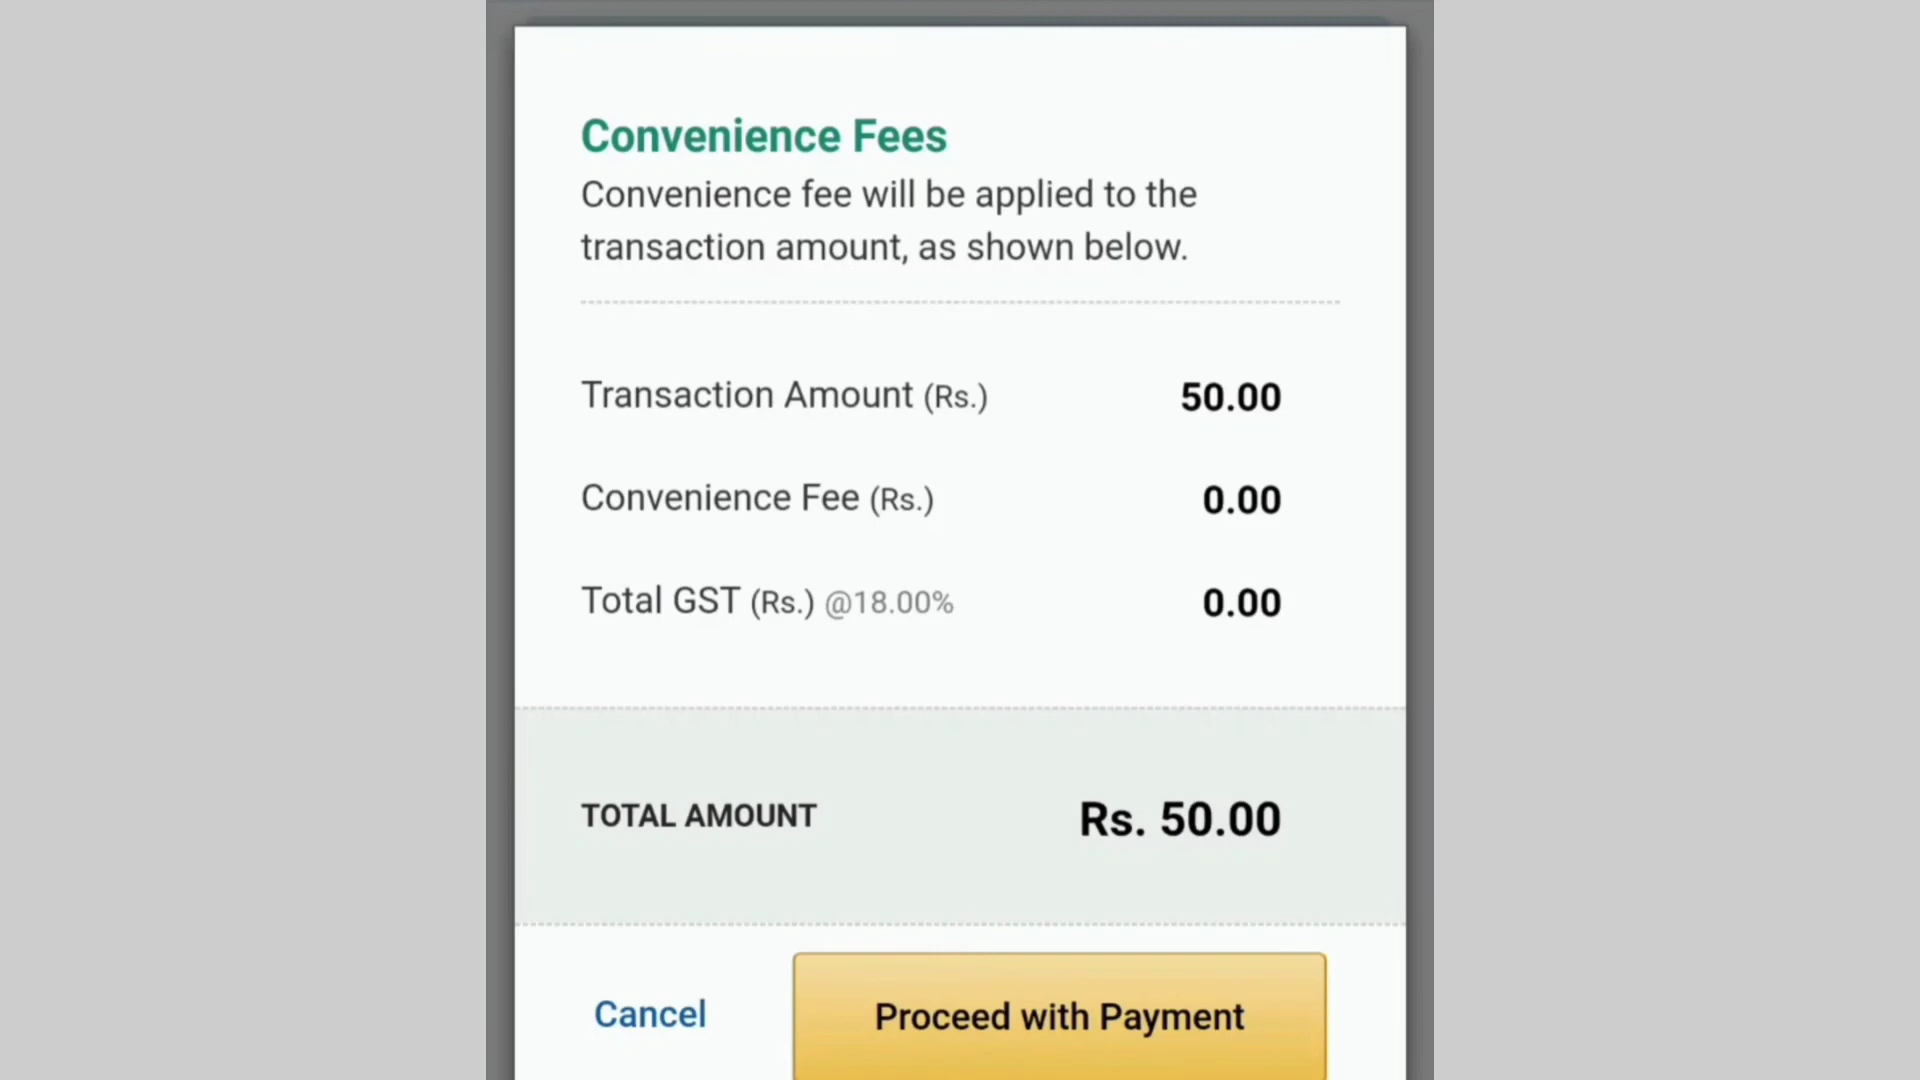 Convenience Fees
Convenience fee will be applied to the
transaction amount, as shown below.
Transaction Amount (Rs.) 50.00
Convenience Fee (Rs.) 0.00
Total GST (Rs.) @18.00% 0.00
TOTAL AMOUNT Rs. 50.00
Cancel Proceed with Payment